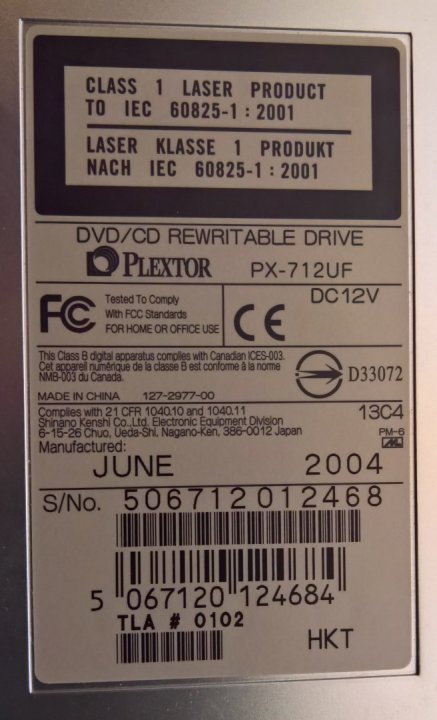 CLASS 1 LASER PRODUCT
TO IEC 60825-1 : 2001
LASER KLASSE 1 PRODUKT
NACH IEC 60825-1 : 2001
DVD/CD REWRITABLE DRIVE
PLEXTOR PX-712UF
FC Tested To Comply
With FCC Standards
FOR HOME OR OFFICE USE
CE
DC12V
This Class B digital apparatus complies with Canadian ICES-003.
Cet appareil numérique de la classe B est conforme à la norme
NMB-003 du Canada.
D33072
MADE IN CHINA 127-2977-00
Complies with 21 CFR 1040.10 and 1040.11
Shinano Kenshi Co.,Ltd. Electronic Equipment Division
6-15-26 Chuo, Ueda-Shi, Nagano-Ken, 386-0012 Japan
13C4
PM-6
Manufactured:
JUNE 2004
S/No. 506712012468
5 067120 124684
TLA # 0102
HKT